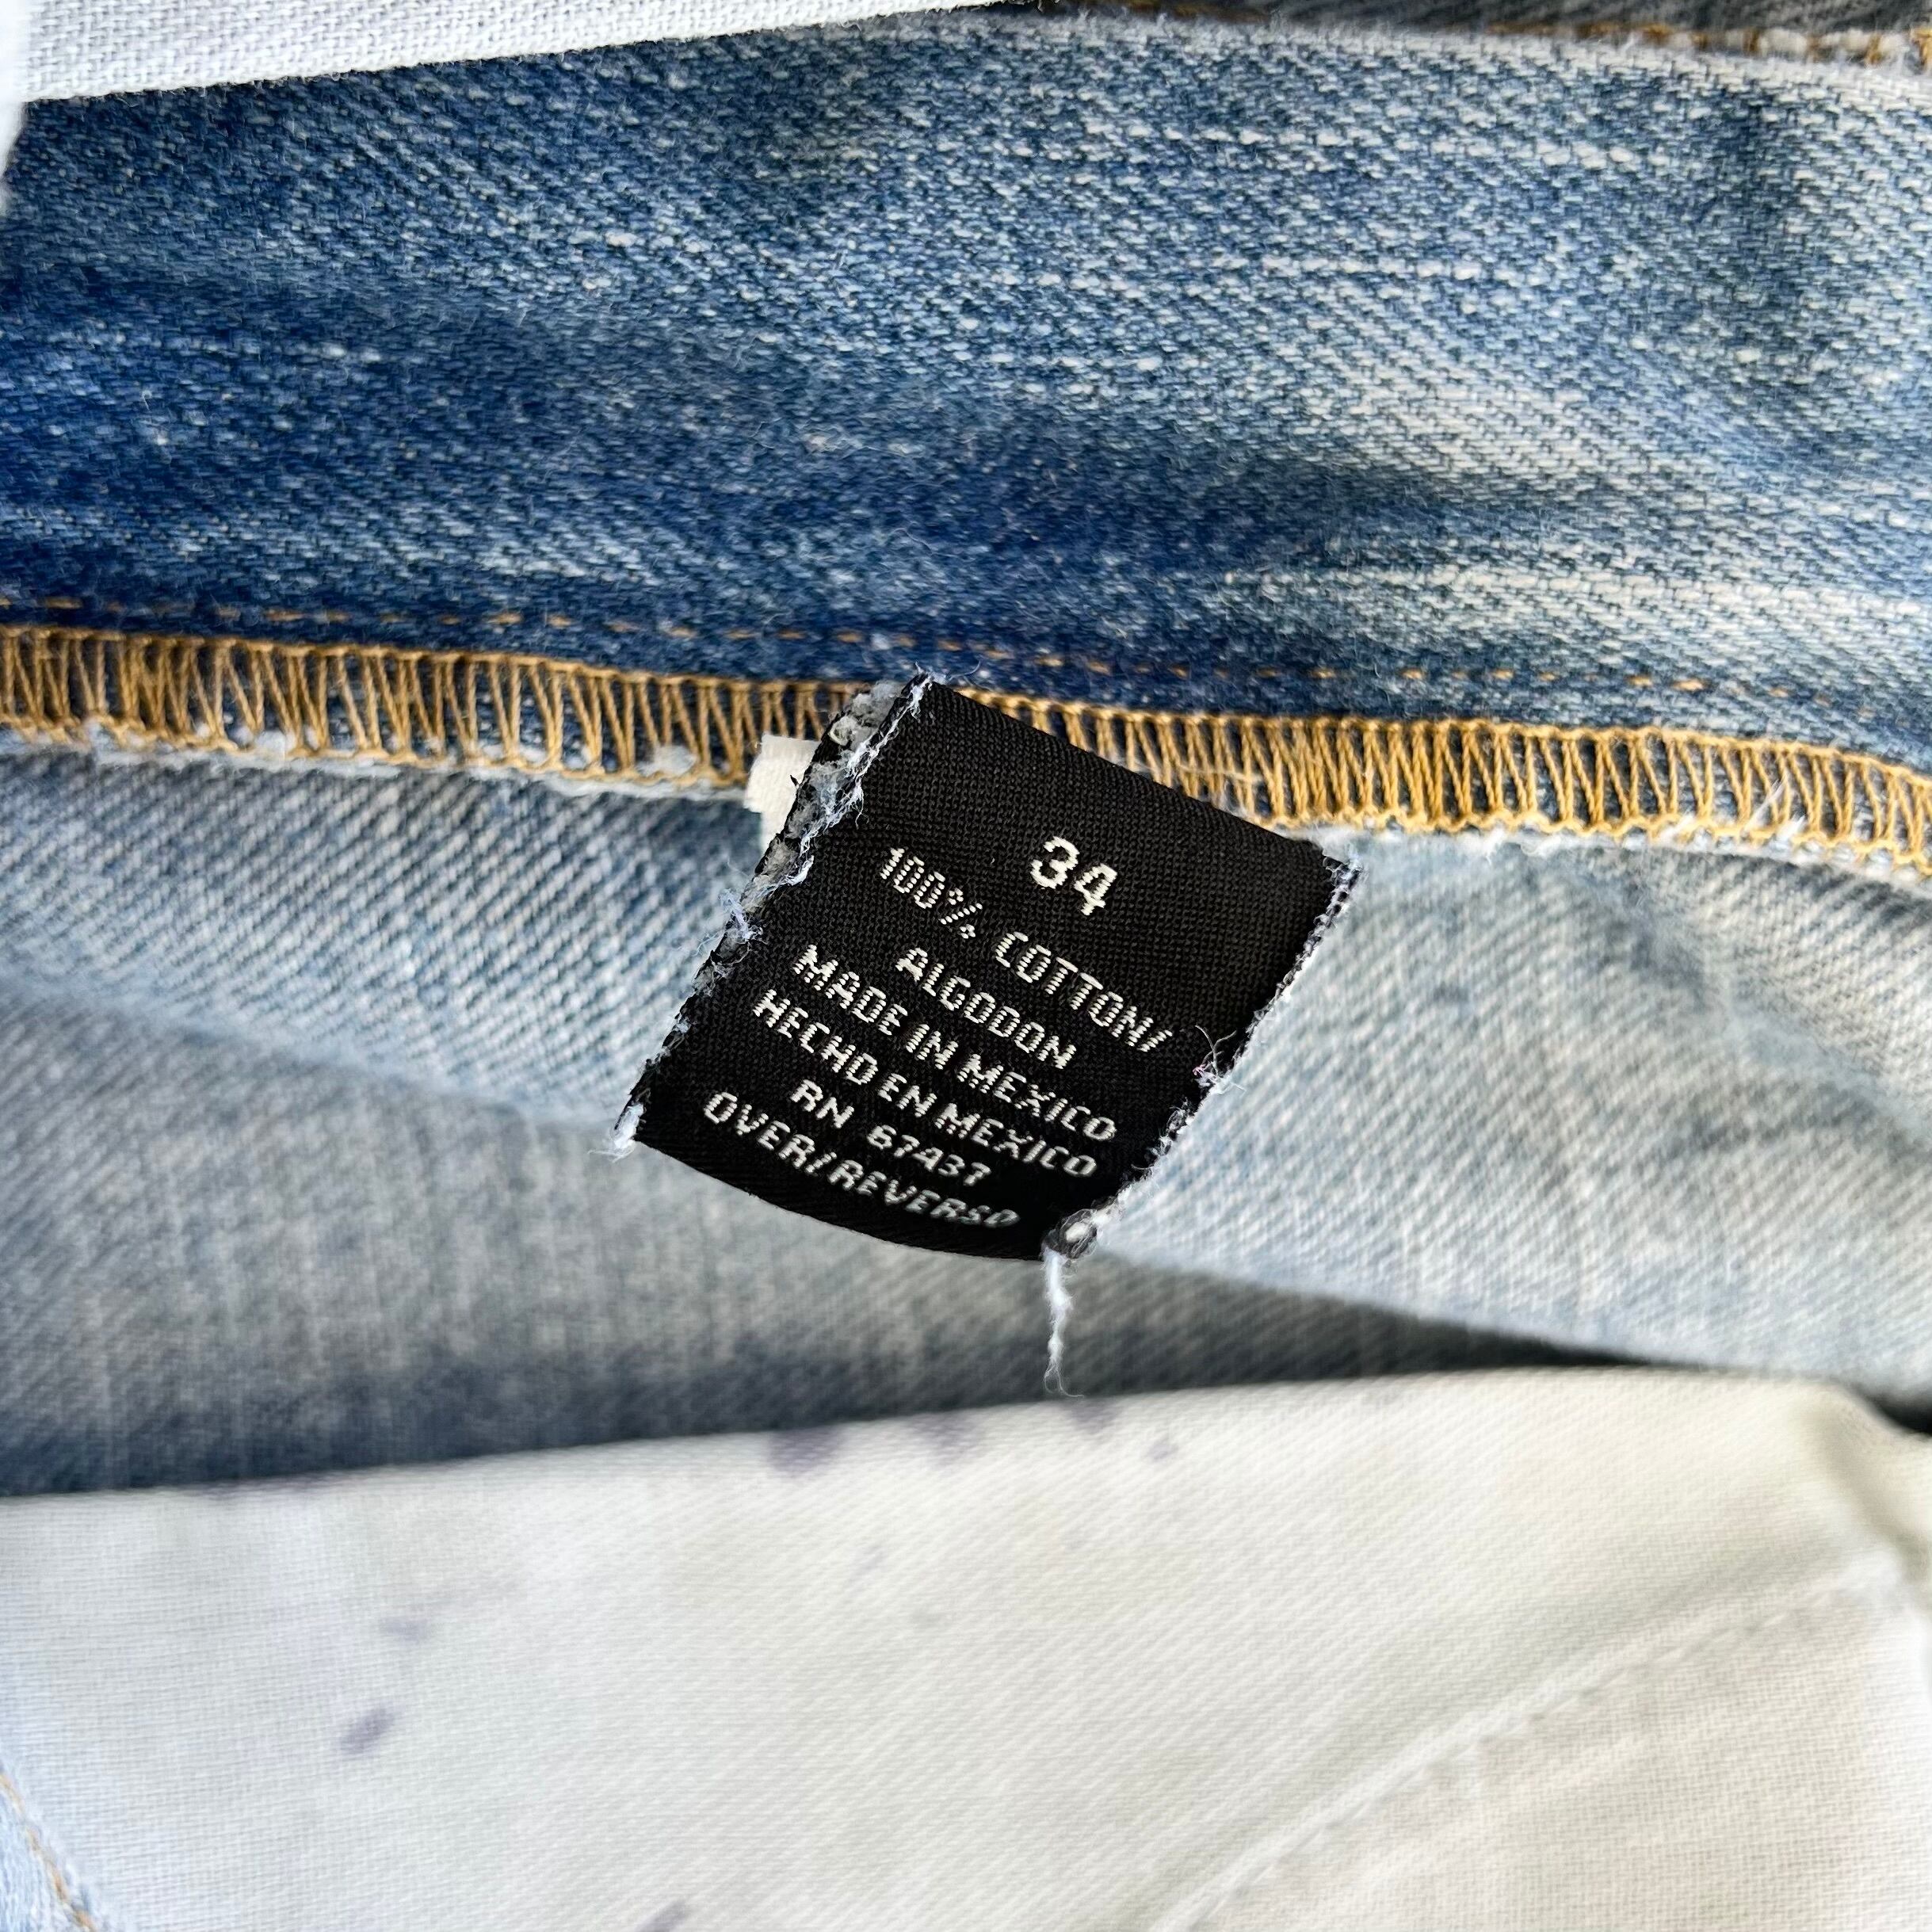 34
100% COTTON/
ALGODON
MADE IN MEXICO
HECHO EN MEXICO
RN 67437
OVER/REVERSO